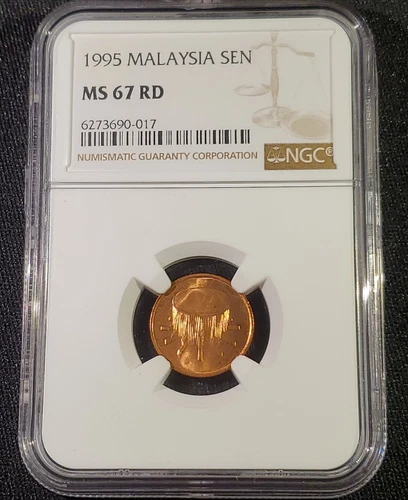 1995 MALAYSIA SEN
MS 67 RD
6273690-017
NUMISMATIC GUARANTY CORPORATION
NGC®